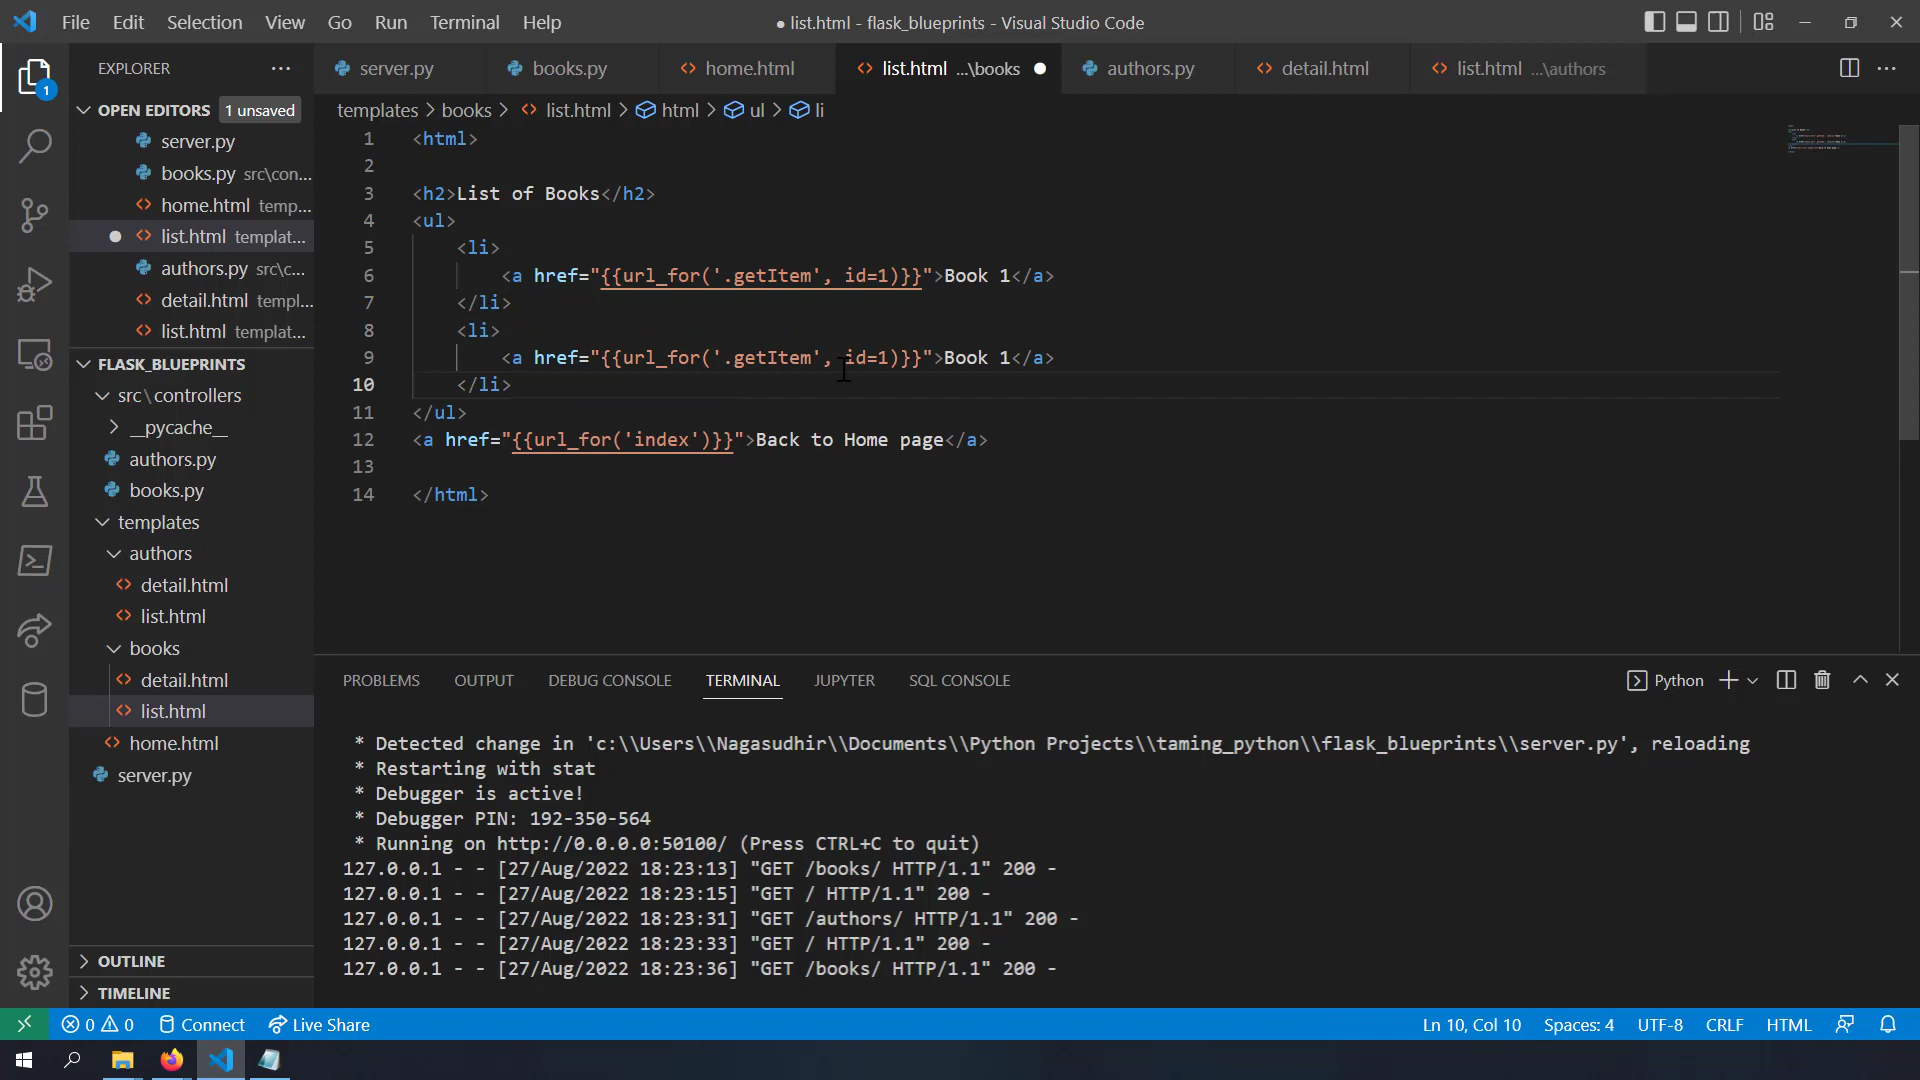 File Edit Selection View Go Run Terminal Help
● list.html - flask_blueprints - Visual Studio Code
EXPLORER
server.py
books.py
home.html
list.html ...\books
authors.py
detail.html
list.html ...\authors
OPEN EDITORS 1 unsaved
server.py
books.py src\con...
home.html temp...
list.html templat...
authors.py src\c...
detail.html templ...
list.html templat...
FLASK_BLUEPRINTS
src\controllers
__pycache__
authors.py
books.py
templates
authors
detail.html
list.html
books
detail.html
list.html
home.html
server.py
OUTLINE
TIMELINE
1
templates > books > list.html > html > ul > li
1 <html>
2
3 <h2>List of Books</h2>
4 <ul>
5 <li>
6 <a href="{{url_for('.getItem', id=1)}}">Book 1</a>
7 </li>
8 <li>
9 <a href="{{url_for('.getItem', id=1)}}">Book 1</a>
10 </li>
11 </ul>
12 <a href="{{url_for('index')}}">Back to Home page</a>
13
14 </html>
PROBLEMS OUTPUT DEBUG CONSOLE TERMINAL JUPYTER SQL CONSOLE
Python
* Detected change in 'c:\\Users\\Nagasudhir\\Documents\\Python Projects\\taming_python\\flask_blueprints\\server.py', reloading
* Restarting with stat
* Debugger is active!
* Debugger PIN: 192-350-564
* Running on http://0.0.0.0:50100/ (Press CTRL+C to quit)
127.0.0.1 - - [27/Aug/2022 18:23:13] "GET /books/ HTTP/1.1" 200 -
127.0.0.1 - - [27/Aug/2022 18:23:15] "GET / HTTP/1.1" 200 -
127.0.0.1 - - [27/Aug/2022 18:23:31] "GET /authors/ HTTP/1.1" 200 -
127.0.0.1 - - [27/Aug/2022 18:23:33] "GET / HTTP/1.1" 200 -
127.0.0.1 - - [27/Aug/2022 18:23:36] "GET /books/ HTTP/1.1" 200 -
0 0 Connect Live Share
Ln 10, Col 10 Spaces: 4 UTF-8 CRLF HTML